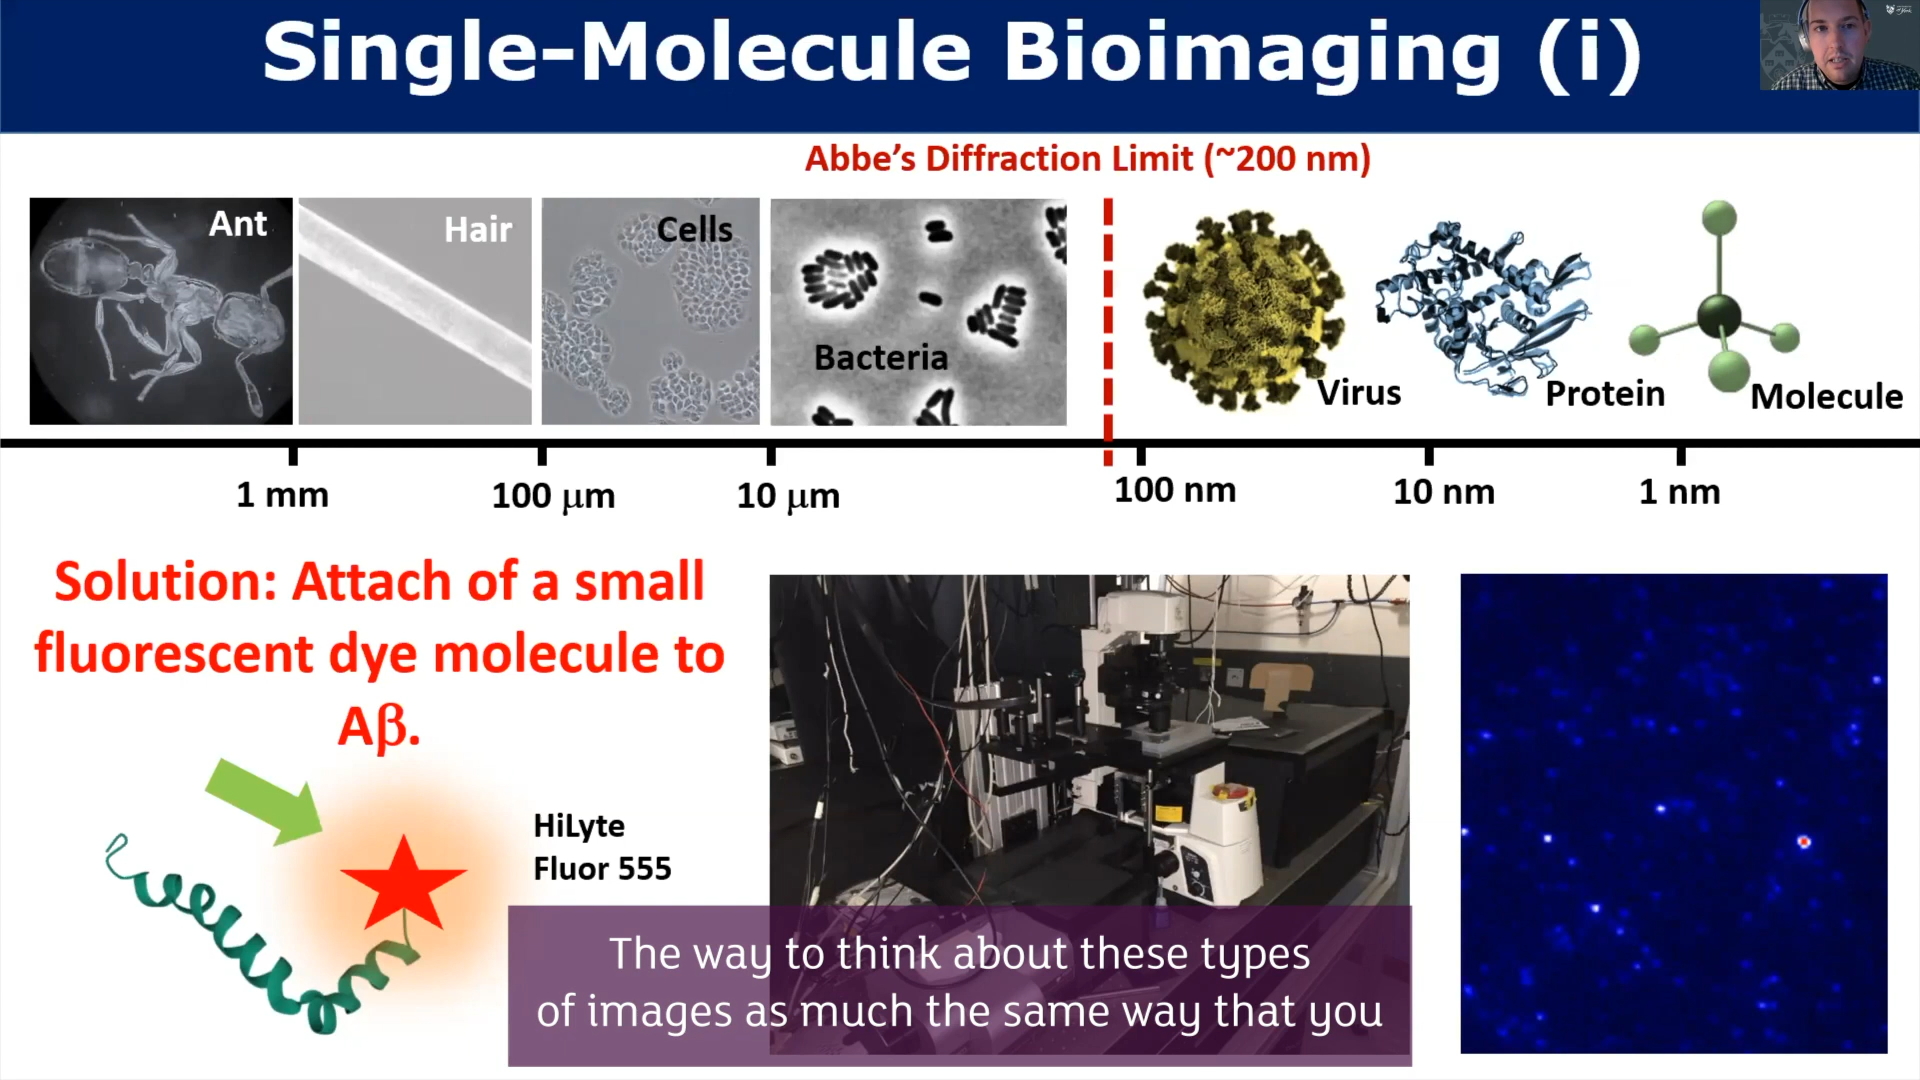 Single-Molecule Bioimaging (i)
Abbe’s Diffraction Limit (~200 nm)
Ant
Hair
Cells
Bacteria
Virus
Protein
Molecule
1 mm
100 μm
10 μm
100 nm
10 nm
1 nm
Solution: Attach of a small
fluorescent dye molecule to
Aβ.
HiLyte
Fluor 555
The way to think about these types
of images as much the same way that you